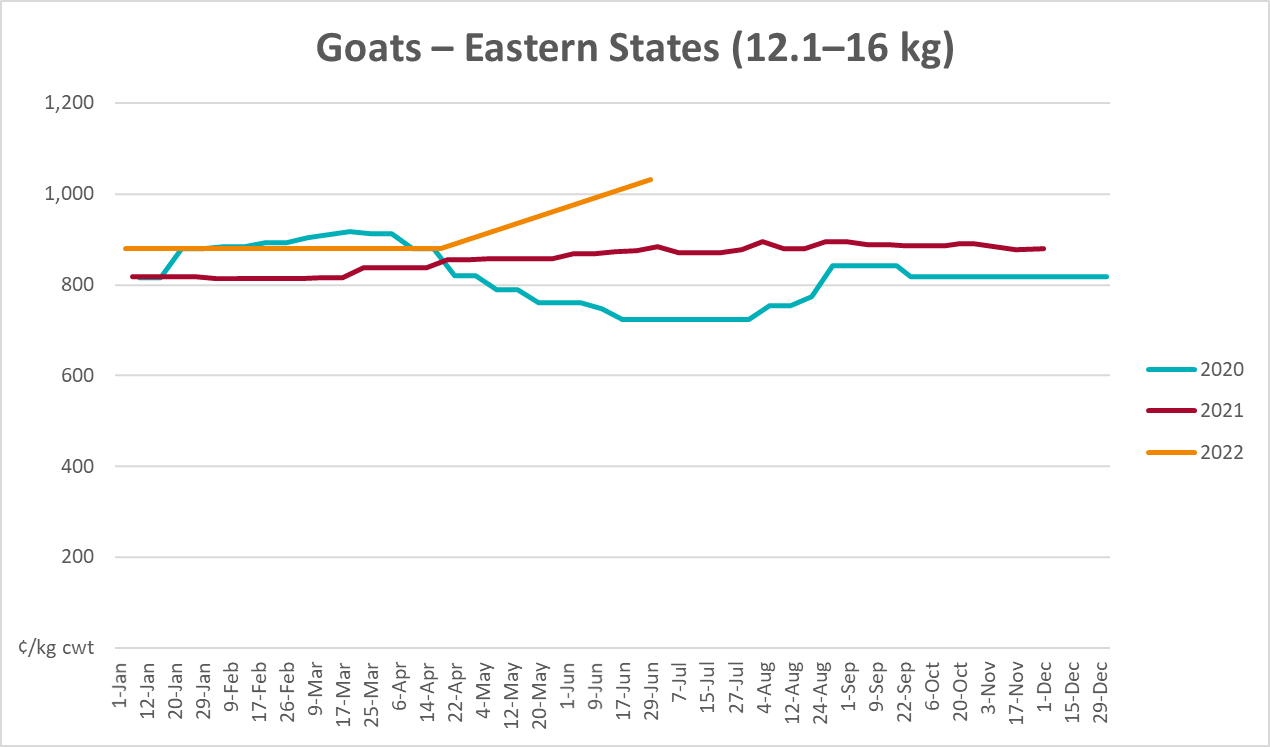 Goats – Eastern States (12.1–16 kg)
1,200
1,000
800
600
400
200
¢/kg cwt
1-Jan
12-Jan
20-Jan
29-Jan
9-Feb
17-Feb
26-Feb
9-Mar
17-Mar
25-Mar
6-Apr
14-Apr
22-Apr
4-May
12-May
20-May
1-Jun
9-Jun
17-Jun
29-Jun
7-Jul
15-Jul
27-Jul
4-Aug
12-Aug
24-Aug
1-Sep
9-Sep
22-Sep
6-Oct
20-Oct
3-Nov
17-Nov
1-Dec
15-Dec
29-Dec
2020
2021
2022